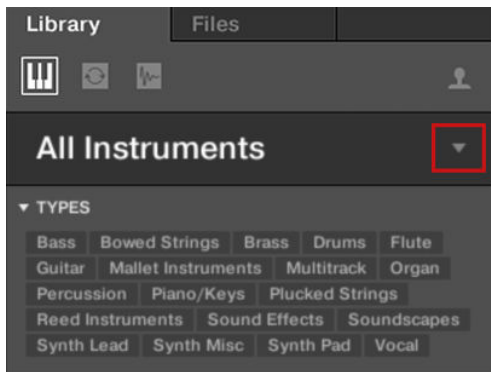 Library Files
All Instruments
TYPES
Bass Bowed Strings Brass Drums Flute
Guitar Mallet Instruments Multitrack Organ
Percussion Piano/Keys Plucked Strings
Reed Instruments Sound Effects Soundscapes
Synth Lead Synth Misc Synth Pad Vocal